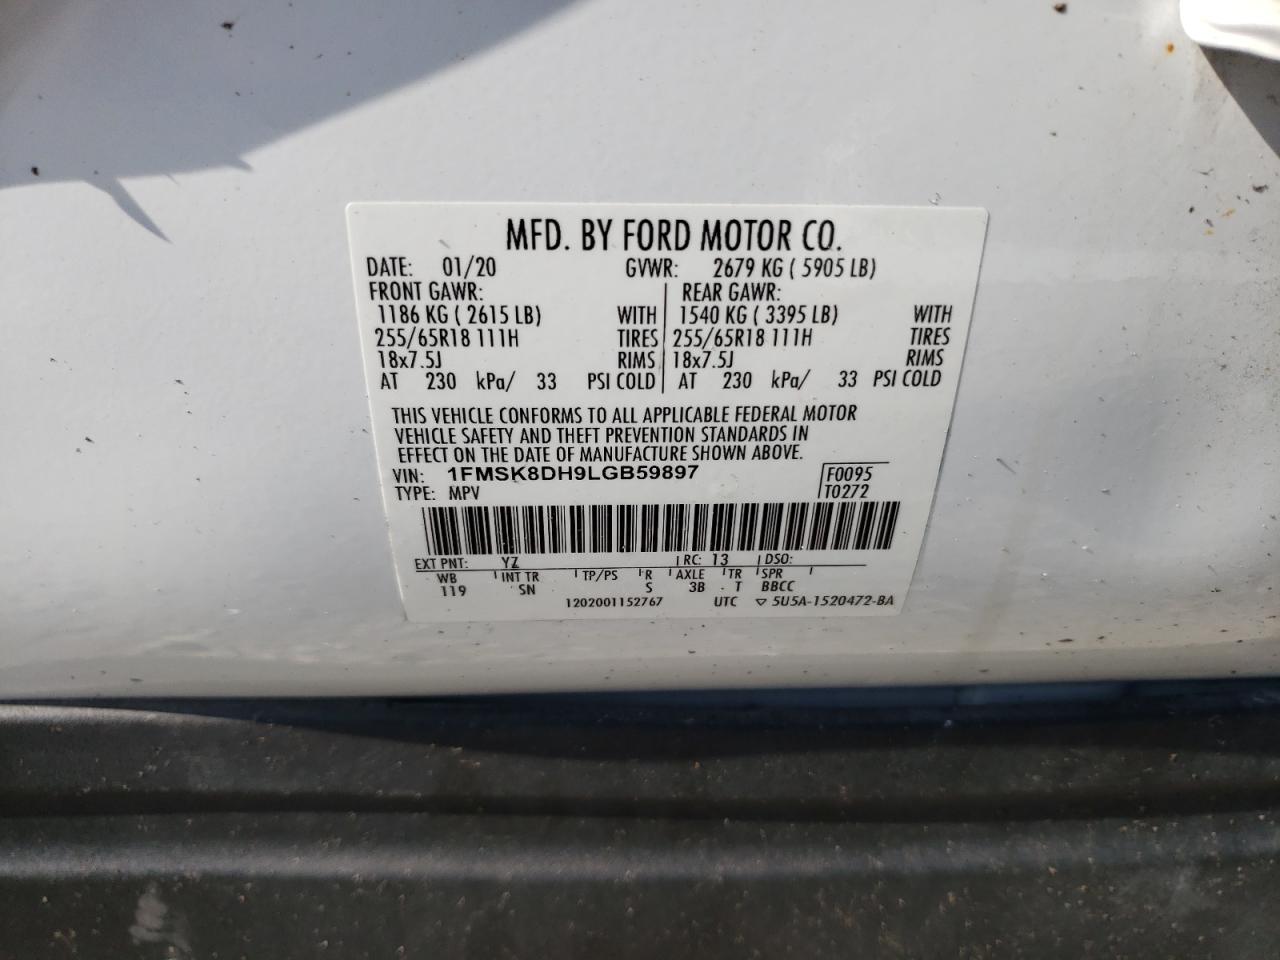 MFD. BY FORD MOTOR CO.
DATE: 01/20 GVWR: 2679 KG ( 5905 LB)
FRONT GAWR: REAR GAWR:
1186 KG ( 2615 LB) WITH 1540 KG ( 3395 LB) WITH
255/65R18 111H TIRES 255/65R18 111H TIRES
18x7.5J RIMS 18x7.5J RIMS
AT 230 kPa/ 33 PSI COLD AT 230 kPa/ 33 PSI COLD
THIS VEHICLE CONFORMS TO ALL APPLICABLE FEDERAL MOTOR
VEHICLE SAFETY AND THEFT PREVENTION STANDARDS IN
EFFECT ON THE DATE OF MANUFACTURE SHOWN ABOVE.
VIN: 1FMSK8DH9LGB59897 F0095
TYPE: MPV T0272
EXT PNT: YZ RC: 13 DSO:
WB INT TR TP/PS R AXLE TR SPR
119 SN S 3B T BBCC
1202001152767 UTC ▽ 5U5A-1520472-BA